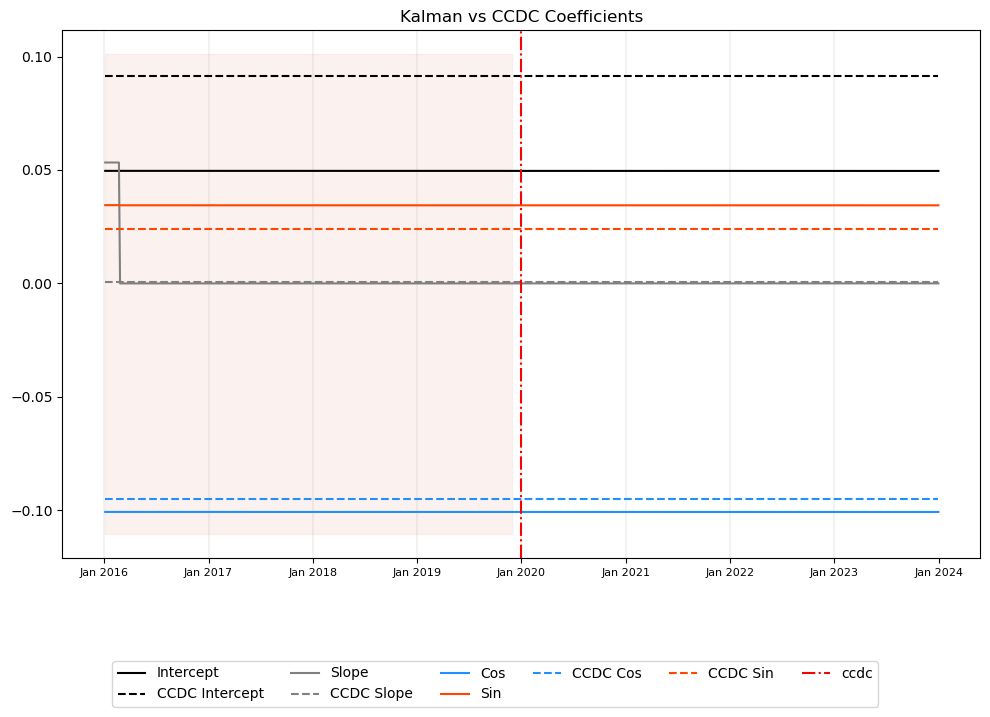 Kalman vs CCDC Coefficients
0.10
0.05
0.00
−0.05
−0.10
Jan 2016 Jan 2017 Jan 2018 Jan 2019 Jan 2020 Jan 2021 Jan 2022 Jan 2023 Jan 2024
Intercept Slope Cos CCDC Cos CCDC Sin ccdc
CCDC Intercept CCDC Slope Sin